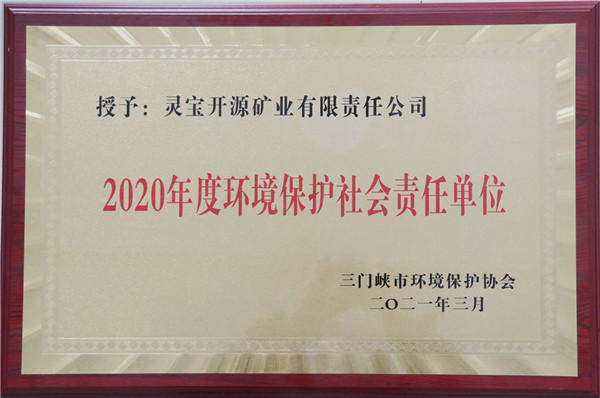 授予：灵宝开源矿业有限责任公司
2020年度环境保护社会责任单位
三门峡市环境保护协会
二〇二一年三月